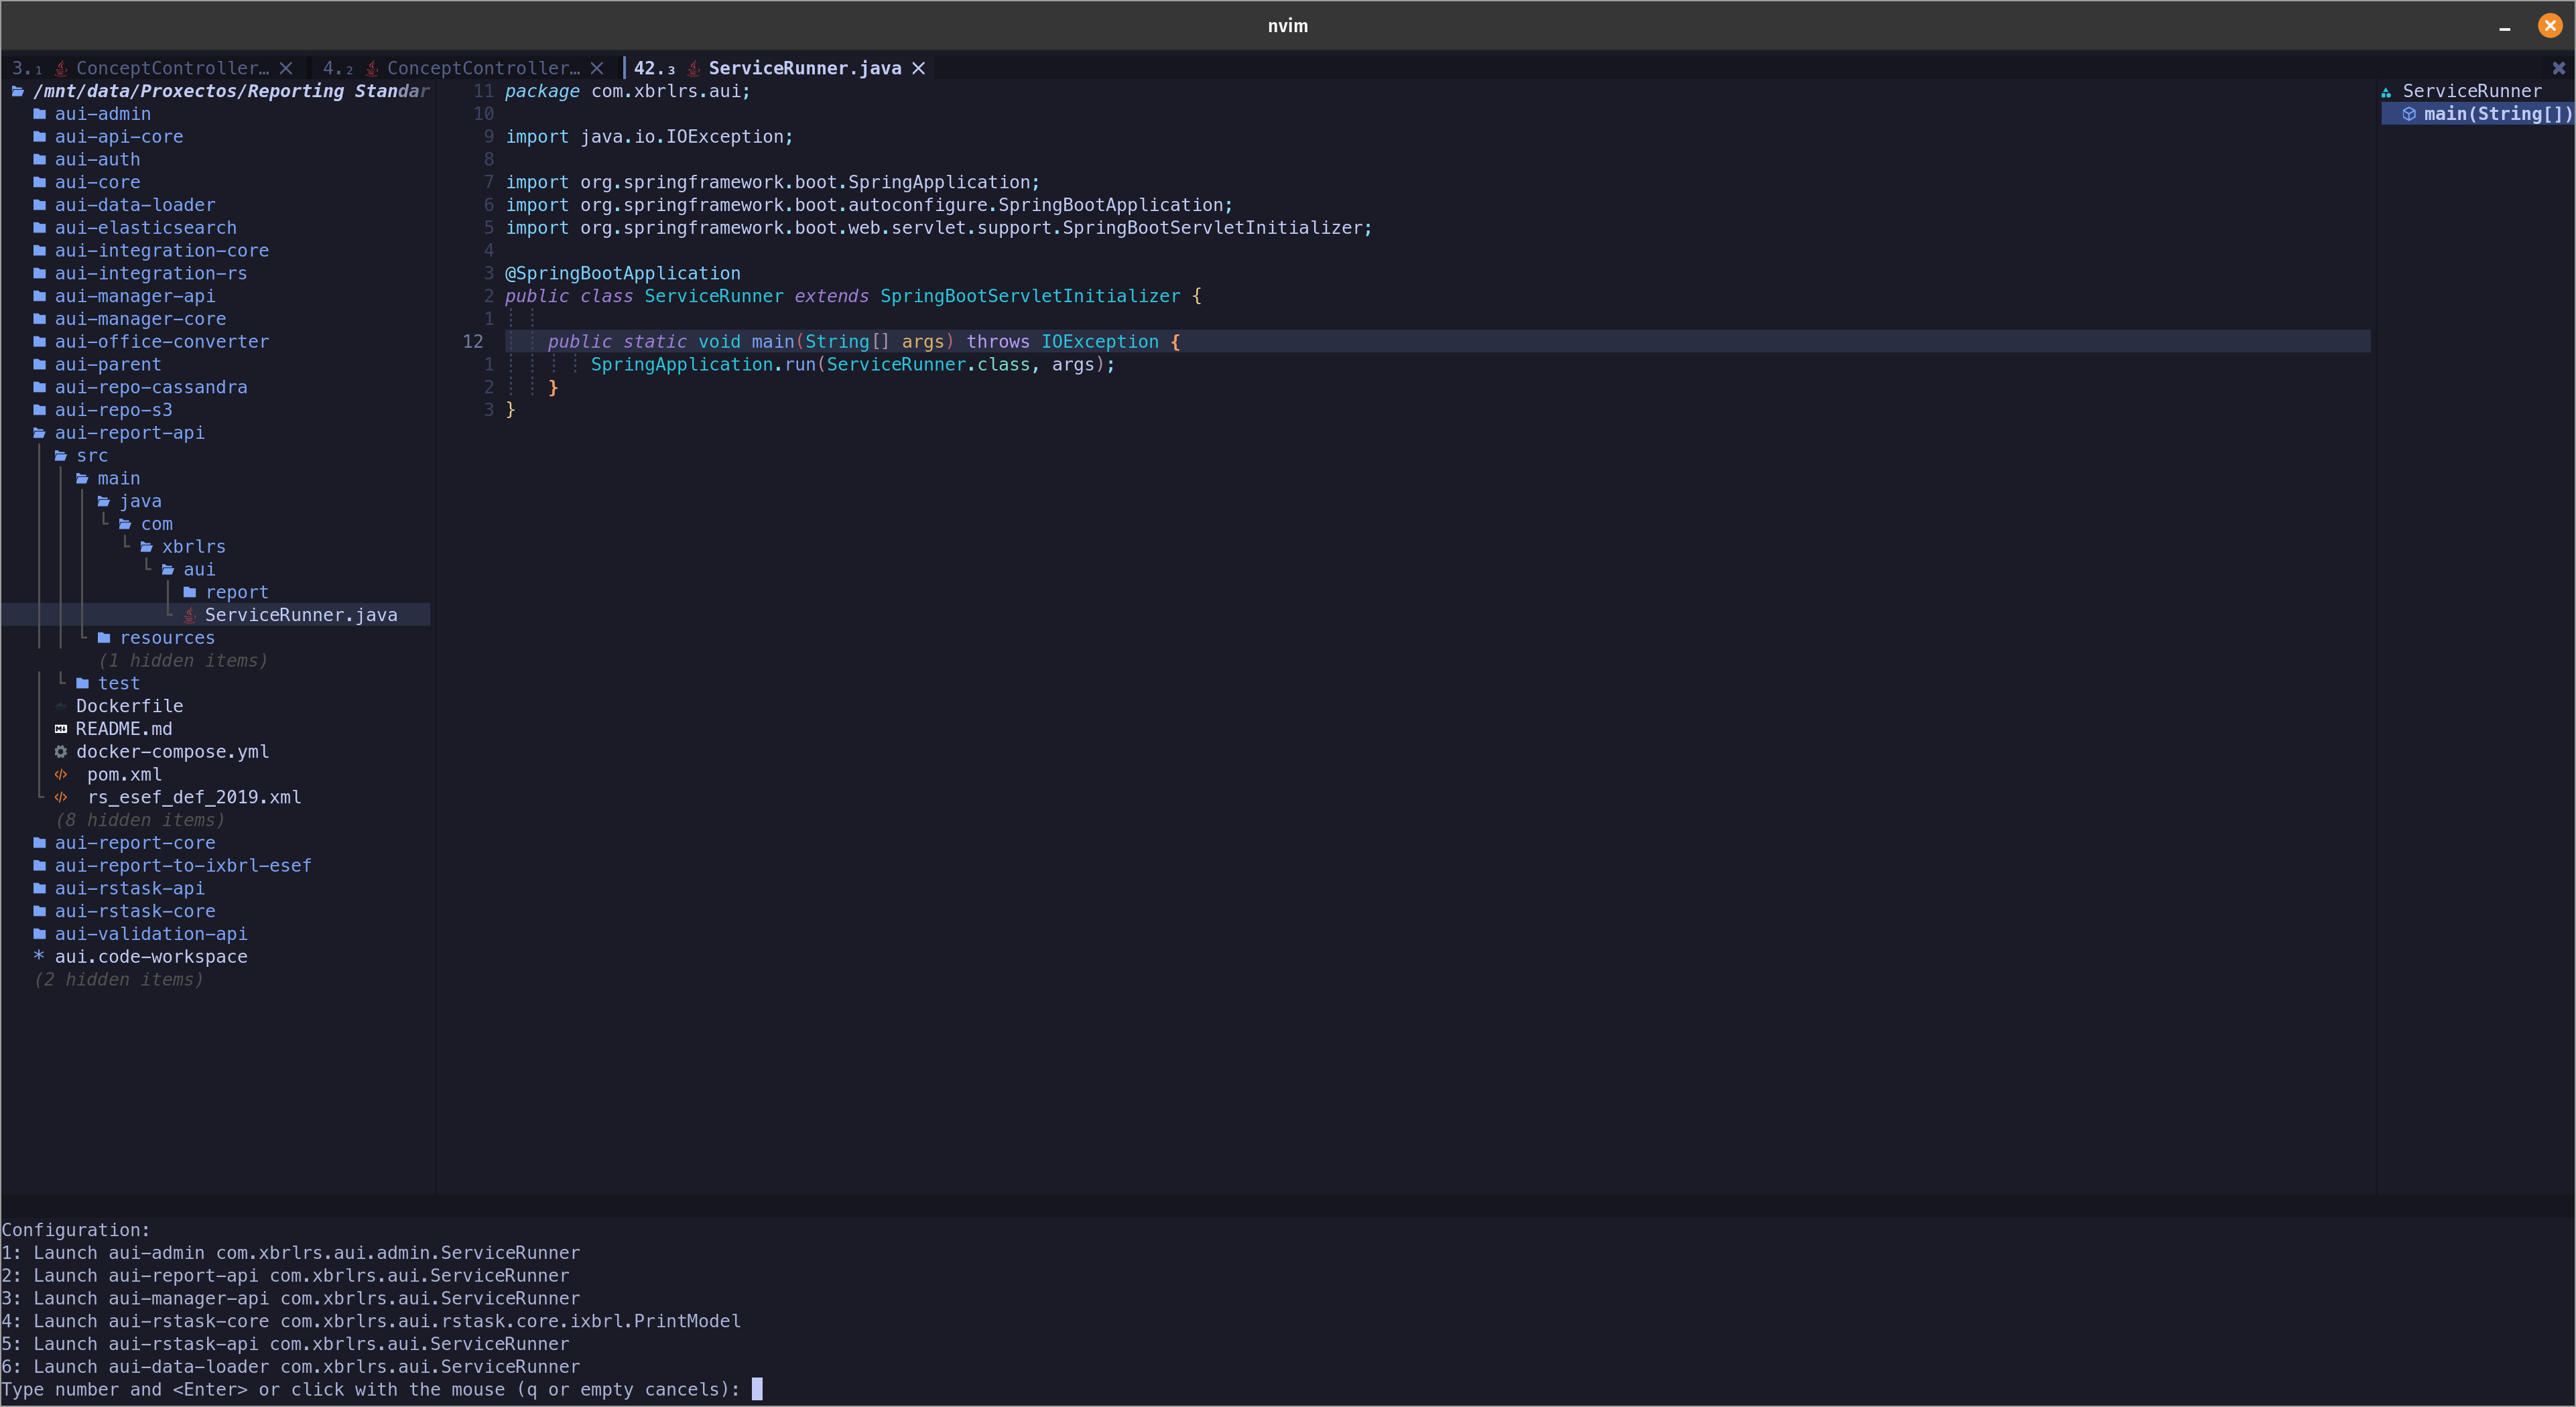 nvim
3.₁ ConceptController… 4.₂ ConceptController… 42.₃ ServiceRunner.java
/mnt/data/Proxectos/Reporting Standar
aui-admin
aui-api-core
aui-auth
aui-core
aui-data-loader
aui-elasticsearch
aui-integration-core
aui-integration-rs
aui-manager-api
aui-manager-core
aui-office-converter
aui-parent
aui-repo-cassandra
aui-repo-s3
aui-report-api
src
main
java
com
xbrlrs
aui
report
ServiceRunner.java
resources
(1 hidden items)
test
Dockerfile
README.md
docker-compose.yml
pom.xml
rs_esef_def_2019.xml
(8 hidden items)
aui-report-core
aui-report-to-ixbrl-esef
aui-rstask-api
aui-rstask-core
aui-validation-api
aui.code-workspace
(2 hidden items)
11 package com.xbrlrs.aui;
10
9 import java.io.IOException;
8
7 import org.springframework.boot.SpringApplication;
6 import org.springframework.boot.autoconfigure.SpringBootApplication;
5 import org.springframework.boot.web.servlet.support.SpringBootServletInitializer;
4
3 @SpringBootApplication
2 public class ServiceRunner extends SpringBootServletInitializer {
1
12 public static void main(String[] args) throws IOException {
1 SpringApplication.run(ServiceRunner.class, args);
2 }
3 }
ServiceRunner
main(String[])
Configuration:
1: Launch aui-admin com.xbrlrs.aui.admin.ServiceRunner
2: Launch aui-report-api com.xbrlrs.aui.ServiceRunner
3: Launch aui-manager-api com.xbrlrs.aui.ServiceRunner
4: Launch aui-rstask-core com.xbrlrs.aui.rstask.core.ixbrl.PrintModel
5: Launch aui-rstask-api com.xbrlrs.aui.ServiceRunner
6: Launch aui-data-loader com.xbrlrs.aui.ServiceRunner
Type number and <Enter> or click with the mouse (q or empty cancels):